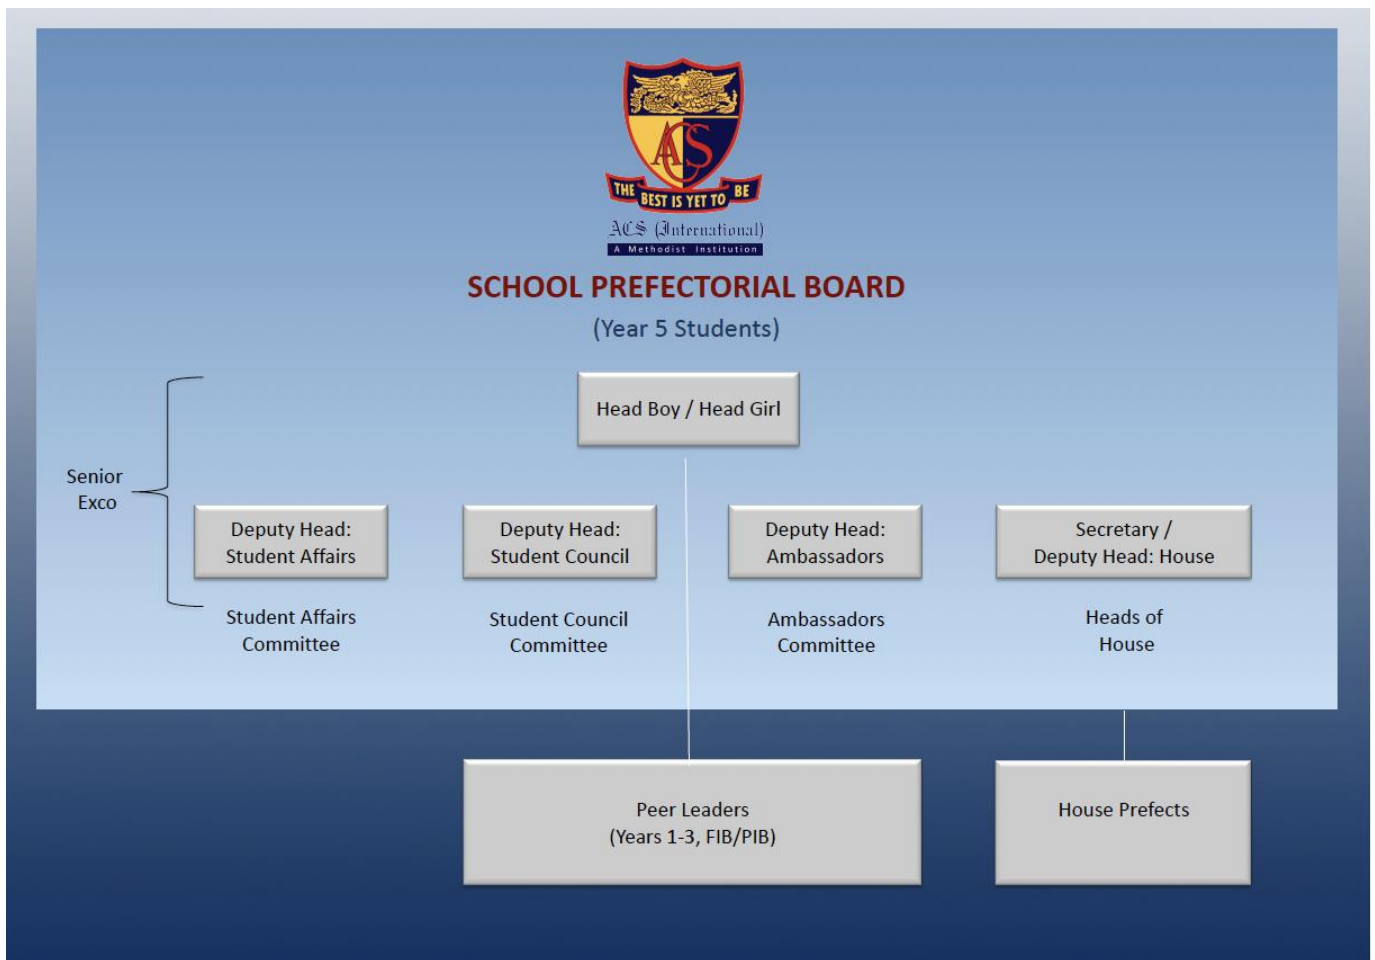 ACS
THE BEST IS YET TO BE
ACS (International)
A Methodist Institution
SCHOOL PREFECTORIAL BOARD
(Year 5 Students)
Head Boy / Head Girl
Senior
Exco
Deputy Head:
Student Affairs
Deputy Head:
Student Council
Deputy Head:
Ambassadors
Secretary /
Deputy Head: House
Student Affairs
Committee
Student Council
Committee
Ambassadors
Committee
Heads of
House
Peer Leaders
(Years 1-3, FIB/PIB)
House Prefects